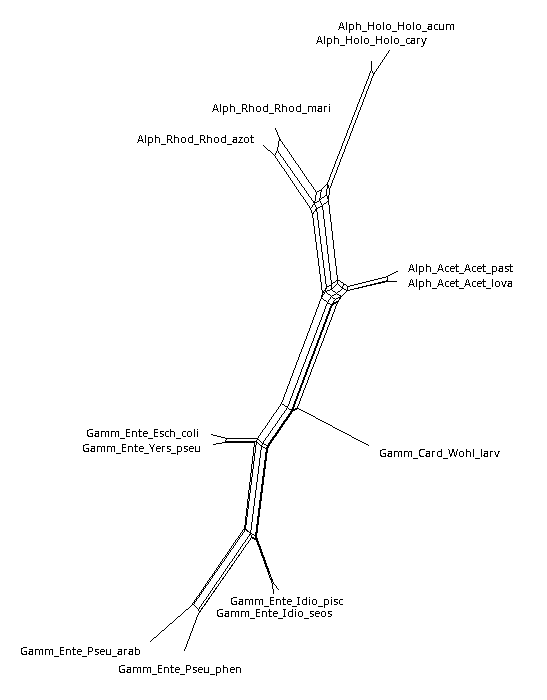 Alph_Holo_Holo_acum
Alph_Holo_Holo_cary
Alph_Rhod_Rhod_mari
Alph_Rhod_Rhod_azot
Alph_Acet_Acet_past
Alph_Acet_Acet_lova
Gamm_Ente_Esch_coli
Gamm_Ente_Yers_pseu
Gamm_Card_Wohl_larv
Gamm_Ente_Idio_pisc
Gamm_Ente_Idio_seos
Gamm_Ente_Pseu_arab
Gamm_Ente_Pseu_phen